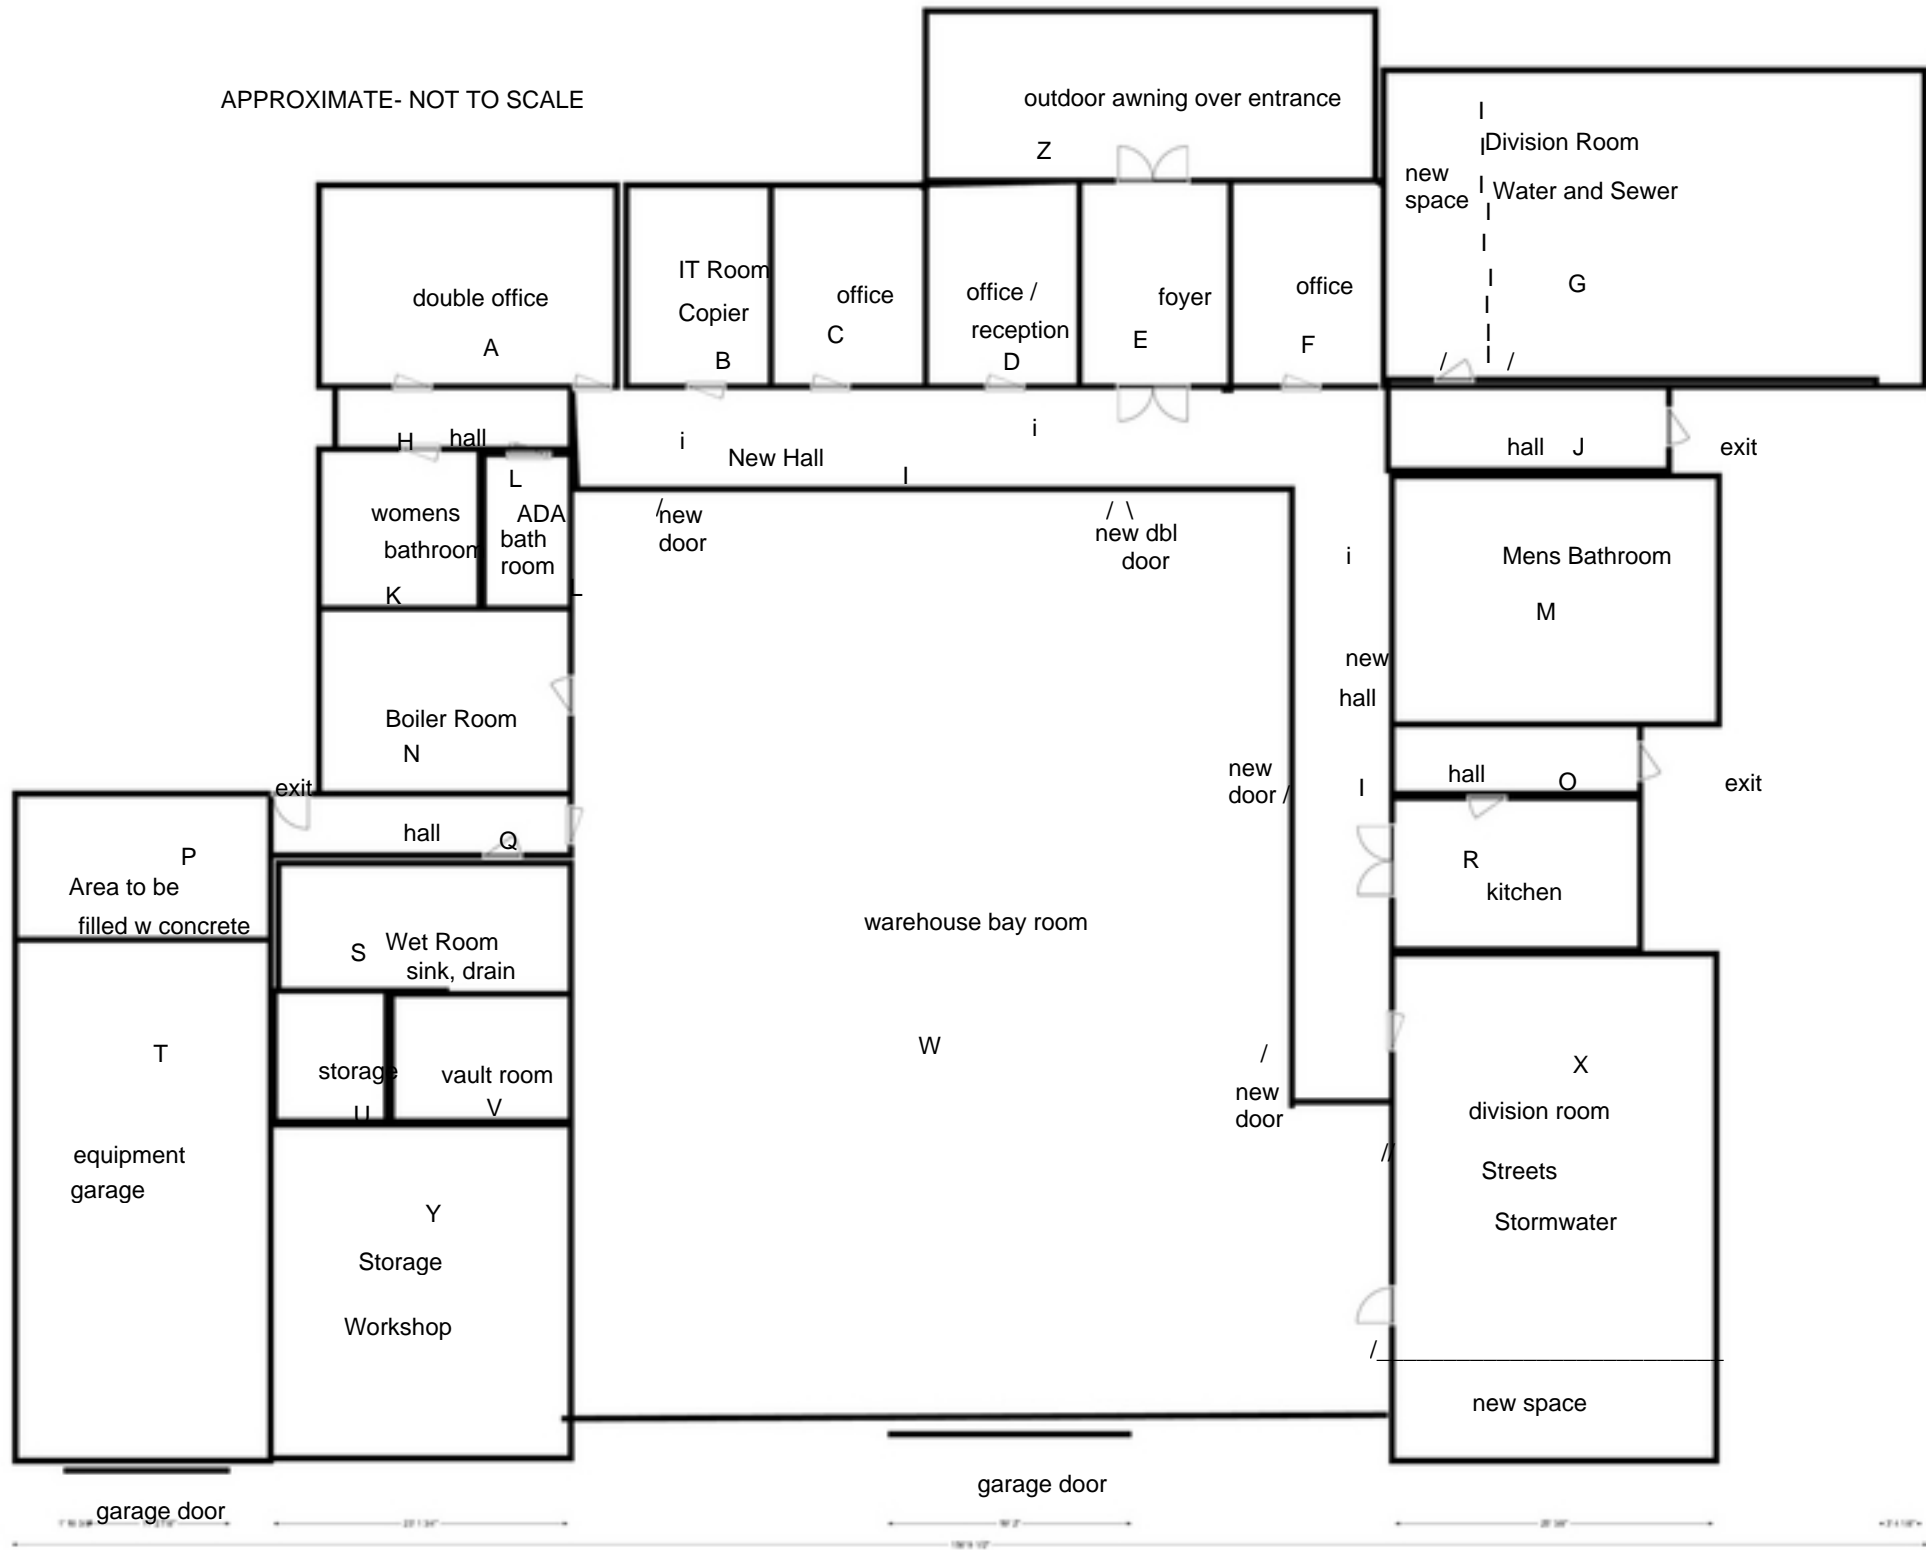 APPROXIMATE- NOT TO SCALE
outdoor awning over entrance
Z
Division Room
new
space
Water and Sewer
G
double office
A
IT Room
Copier
B
office
C
office /
reception
D
foyer
E
office
F
H
hall
i
i
New Hall
I
hall J
exit
L
womens
bathroom
K
ADA
bath
room
L
new
door
new dbl
door
i
Mens Bathroom
M
new
hall
Boiler Room
N
exit
new
door /
I
hall
O
exit
hall
Q
P
Area to be
filled w concrete
R
kitchen
warehouse bay room
S
Wet Room
sink, drain
T
W
storage
U
vault room
V
new
door
X
division room
Streets
Stormwater
equipment
garage
Y
Storage
Workshop
new space
garage door
garage door